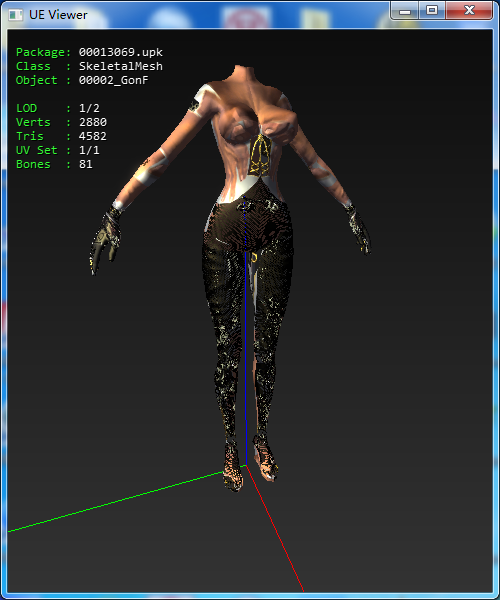 UE Viewer
Package: 00013069.upk
Class : SkeletalMesh
Object : 00002_GonF
LOD : 1/2
Verts : 2880
Tris : 4582
UV Set : 1/1
Bones : 81